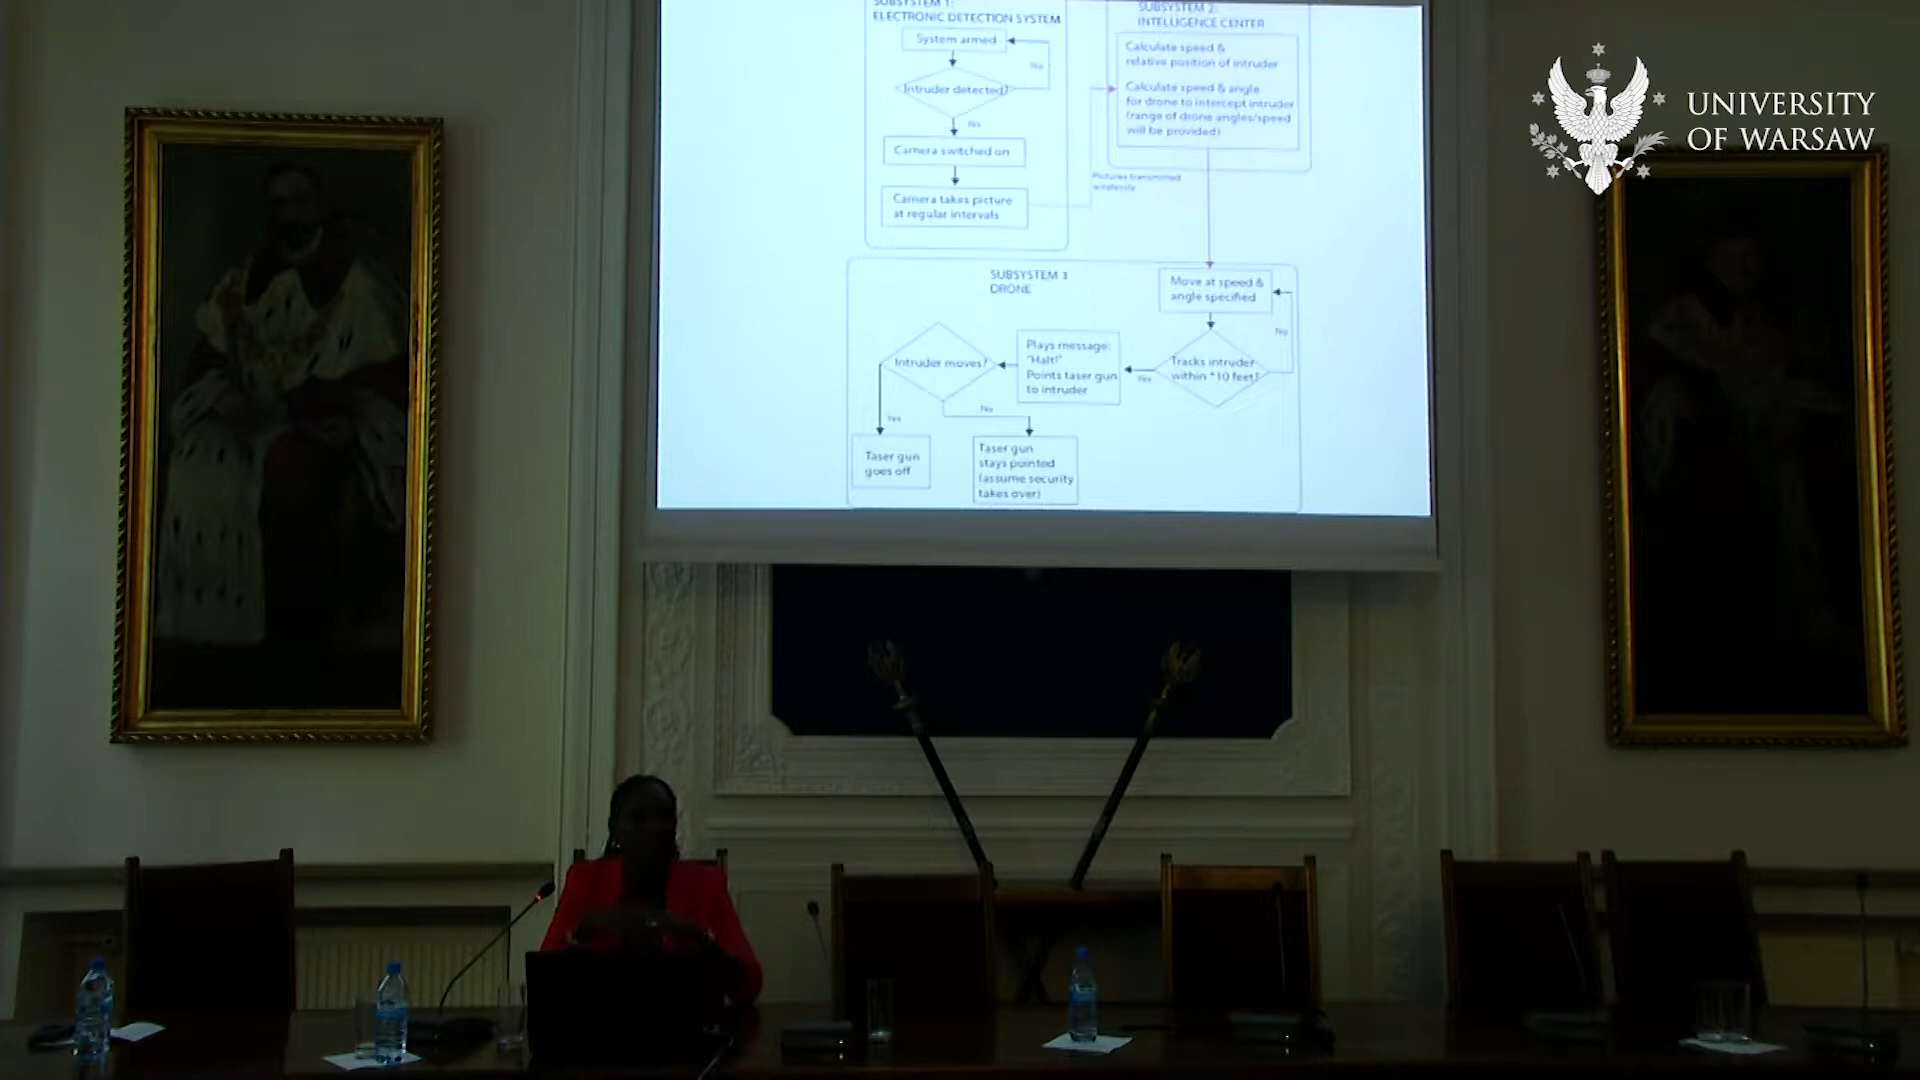 SUBSYSTEM 1:
ELECTRONIC DETECTION SYSTEM
System armed
No
Intruder detected?
Yes
Camera switched on
Camera takes picture
at regular intervals
SUBSYSTEM 2:
INTELLIGENCE CENTER
Calculate speed &
relative position of intruder
Calculate speed & angle
for drone to intercept intruder
(range of drone angles/speed
will be provided)
Pictures transmitted
wirelessly
SUBSYSTEM 3
DRONE
Move at speed &
angle specified
No
Tracks intruder
within *10 feet?
Yes
Plays message:
"Halt!"
Points taser gun
to intruder
Intruder moves?
Yes
No
Taser gun
goes off
Taser gun
stays pointed
(assume security
takes over)
UNIVERSITY
OF WARSAW